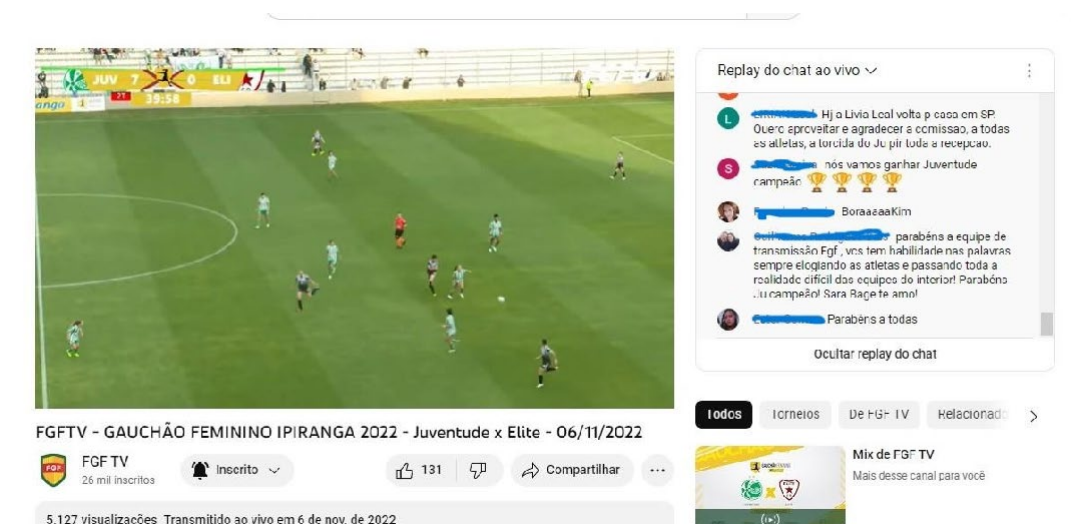 JUV 7 0 ELI
2T 39:58
ango
FGFTV - GAUCHÃO FEMININO IPIRANGA 2022 - Juventude x Elite - 06/11/2022
FGF TV
26 mil inscritos
Inscrito
131
Compartilhar
5.127 visualizações Transmitido ao vivo em 6 de nov. de 2022
Replay do chat ao vivo
L
Hj a Livia Leal volta p casa em SP.
Quero aproveitar e agradecer a comissao, a todas
as atletas, a torcida do Ju pir toda a recepcao.
S
nós vamos ganhar Juventude
campeão
BoraaaaaKim
parabéns a equipe de
transmissão Fgf , vcs tem habilidade nas palavras
sempre elogiando as atletas e passando toda a
realidade difícil das equipes do interior! Parabéns
Ju campeão! Sara Bage te amo!
Parabèns a todas
Ocultar replay do chat
Todos Torneios De FGF TV Relacionado
Mix de FGF TV
Mais desse canal para você